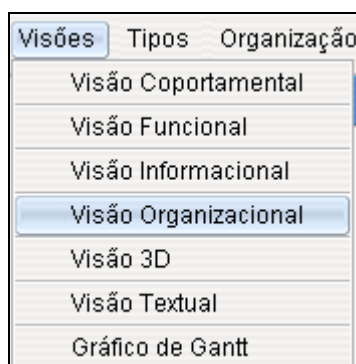 Visões Tipos Organização
Visão Coportamental
Visão Funcional
Visão Informacional
Visão Organizacional
Visão 3D
Visão Textual
Gráfico de Gantt